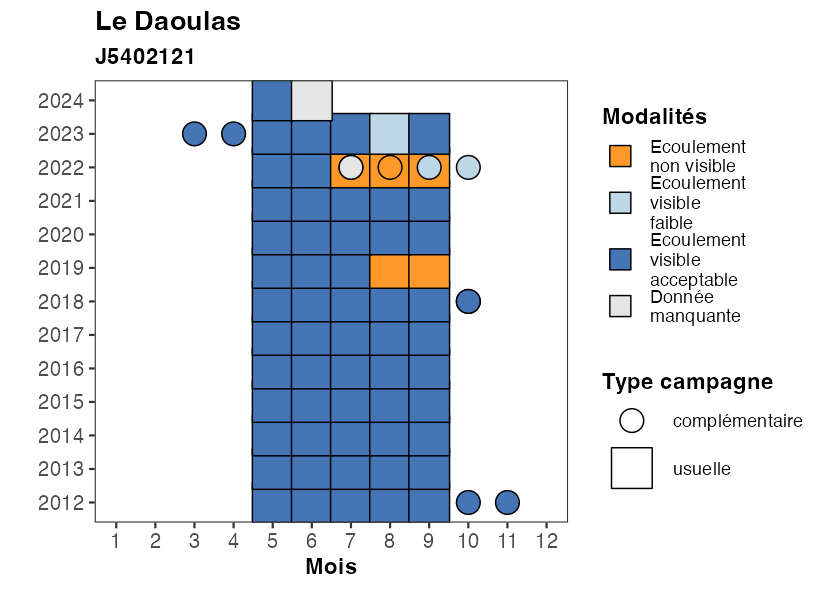 Le Daoulas
J5402121
2024
2023
2022
2021
2020
2019
2018
2017
2016
2015
2014
2013
2012
1 2 3 4 5 6 7 8 9 10 11 12
Mois
Modalités
Ecoulement
non visible
Ecoulement
visible
faible
Ecoulement
visible
acceptable
Donnée
manquante
Type campagne
complémentaire
usuelle